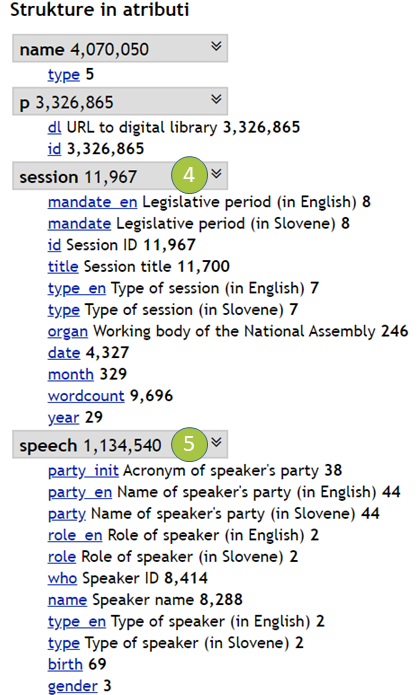 Strukture in atributi
name 4,070,050
type 5
p 3,326,865
dl URL to digital library 3,326,865
id 3,326,865
session 11,967 4
mandate_en Legislative period (in English) 8
mandate Legislative period (in Slovene) 8
id Session ID 11,967
title Session title 11,700
type_en Type of session (in English) 7
type Type of session (in Slovene) 7
organ Working body of the National Assembly 246
date 4,327
month 329
wordcount 9,696
year 29
speech 1,134,540 5
party_init Acronym of speaker's party 38
party_en Name of speaker's party (in English) 44
party Name of speaker's party (in Slovene) 44
role_en Role of speaker (in English) 2
role Role of speaker (in Slovene) 2
who Speaker ID 8,414
name Speaker name 8,288
type_en Type of speaker (in English) 2
type Type of speaker (in Slovene) 2
birth 69
gender 3